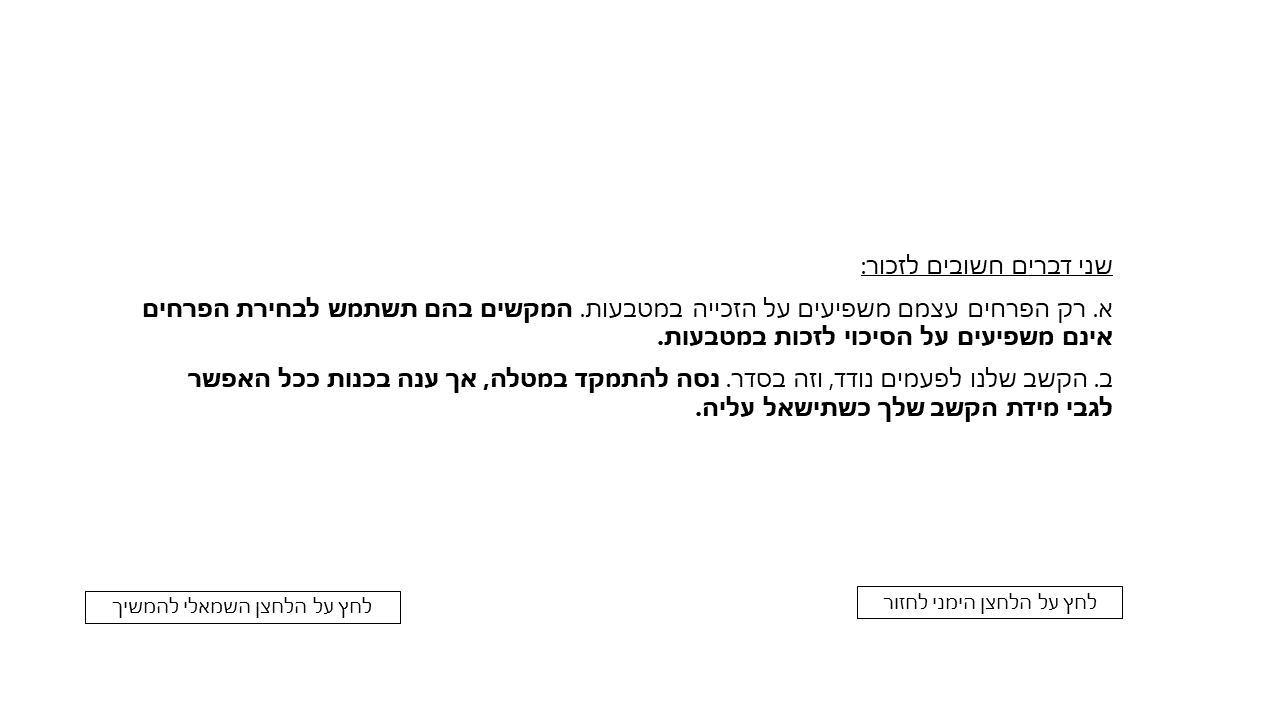 שני דברים חשובים לזכור:
א. רק הפרחים עצמם משפיעים על הזכייה במטבעות. המקשים בהם תשתמש לבחירת הפרחים
אינם משפיעים על הסיכוי לזכות במטבעות.
ב. הקשב שלנו לפעמים נודד, וזה בסדר. נסה להתמקד במטלה, אך ענה בכנות ככל האפשר
לגבי מידת הקשב שלך כשתישאל עליה.
לחץ על הלחצן הימני לחזור
לחץ על הלחצן השמאלי להמשיך